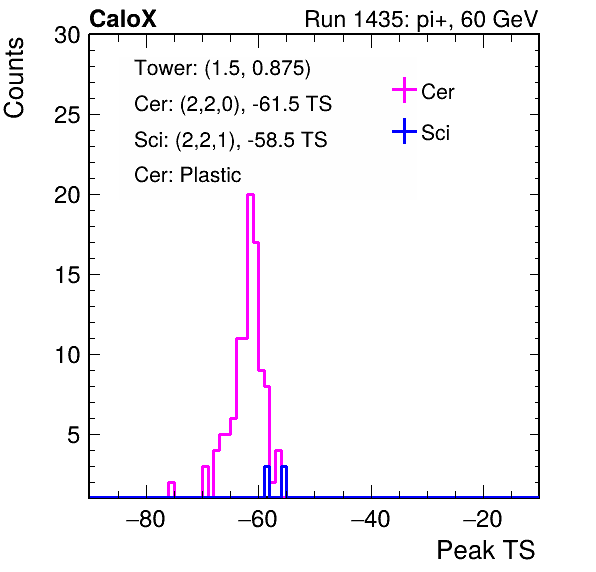 CaloX Run 1435: pi+, 60 GeV
Counts
30
25
20
15
10
5
Tower: (1.5, 0.875)
Cer: (2,2,0), -61.5 TS
Sci: (2,2,1), -58.5 TS
Cer: Plastic
Cer
Sci
−80 −60 −40 −20
Peak TS